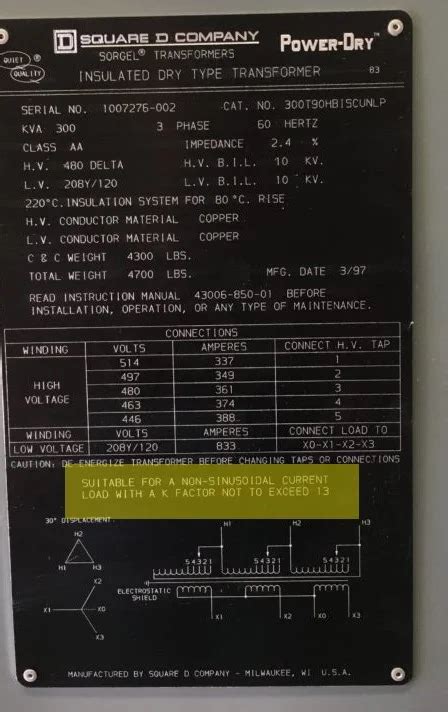 D SQUARE D COMPANY
SORGEL® TRANSFORMERS
POWER-DRY™
QUIET ®
QUALITY
INSULATED DRY TYPE TRANSFORMER 83
SERIAL NO. 1007276-002 CAT. NO. 300T90HBISCUNLP
KVA 300 3 PHASE 60 HERTZ
CLASS AA IMPEDANCE 2.4 %
H.V. 480 DELTA H.V. B.I.L. 10 KV.
L.V. 208Y/120 L.V. B.I.L. 10 KV.
220°C.INSULATION SYSTEM FOR 80°C. RISE
H.V. CONDUCTOR MATERIAL COPPER
L.V. CONDUCTOR MATERIAL COPPER
C & C WEIGHT 4300 LBS.
TOTAL WEIGHT 4700 LBS. MFG. DATE 3/97
READ INSTRUCTION MANUAL 43006-850-01 BEFORE
INSTALLATION, OPERATION, OR ANY TYPE OF MAINTENANCE.
CONNECTIONS
WINDING VOLTS AMPERES CONNECT H.V. TAP
HIGH VOLTAGE
514 337 1
497 349 2
480 361 3
463 374 4
446 388 5
WINDING VOLTS AMPERES CONNECT LOAD TO
LOW VOLTAGE 208Y/120 833 X0-X1-X2-X3
CAUTION: DE-ENERGIZE TRANSFORMER BEFORE CHANGING TAPS OR CONNECTIONS
SUITABLE FOR A NON-SINUSOIDAL CURRENT
LOAD WITH A K FACTOR NOT TO EXCEED 13
30° DISPLACEMENT
H2
H1 H3
X2
X1 X0
X3
H1 H2 H3
54321 54321 54321
ELECTROSTATIC
SHIELD
X1 X2 X0 X3
MANUFACTURED BY SQUARE D COMPANY - MILWAUKEE, WI U.S.A.